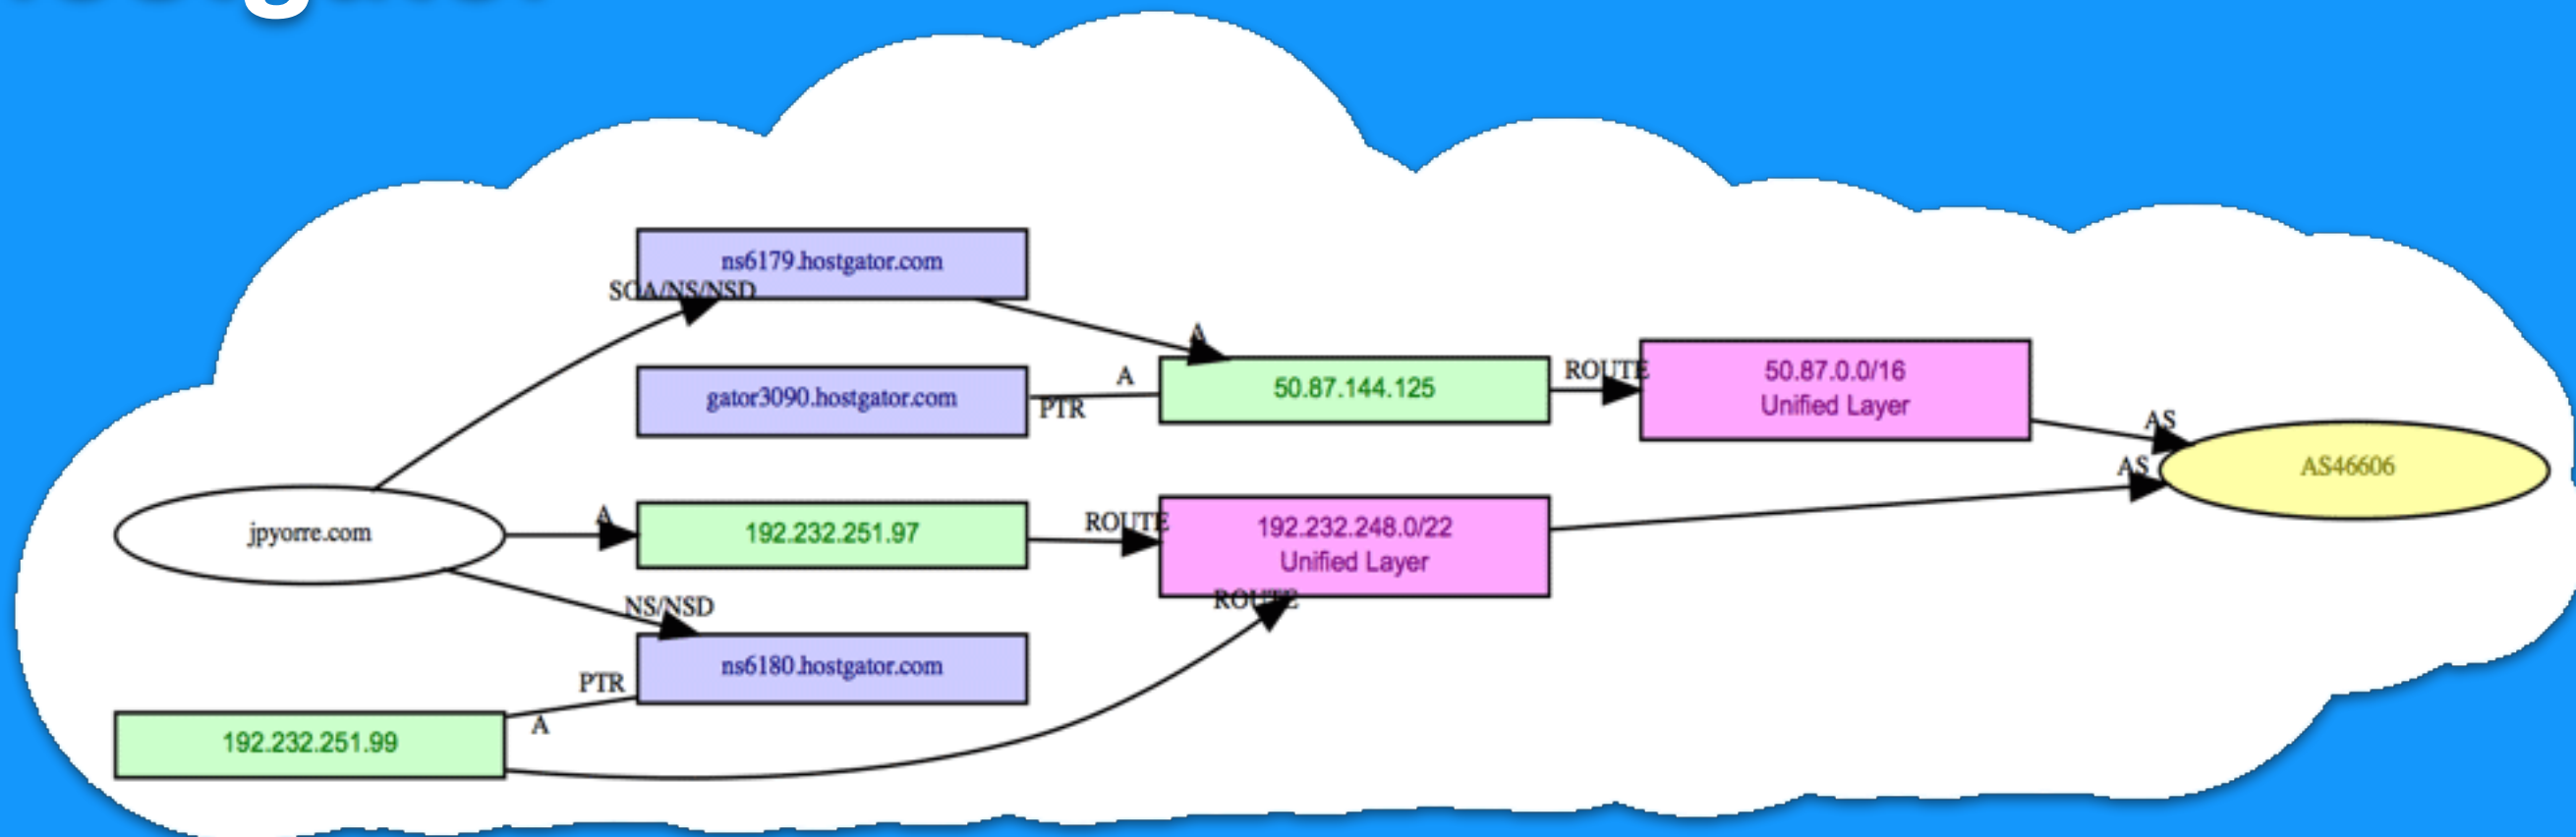 ns6179.hostgator.com
SOA/NS/NSD
A
gator3090.hostgator.com
A
PTR
50.87.144.125
ROUTE
50.87.0.0/16
Unified Layer
AS
AS
AS46606
jpyorre.com
A
192.232.251.97
ROUTE
192.232.248.0/22
Unified Layer
ROUTE
NS/NSD
ns6180.hostgator.com
PTR
A
192.232.251.99